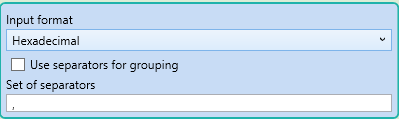 Input format
Hexadecimal
Use separators for grouping
Set of separators
,